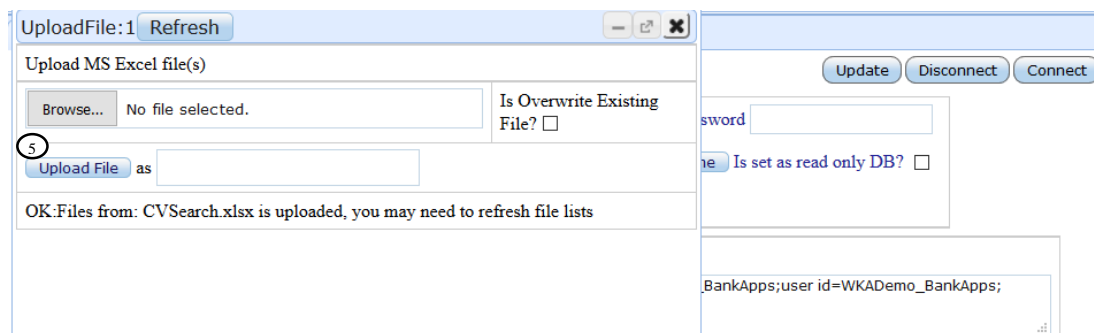 UploadFile:1 Refresh
Upload MS Excel file(s)
Update Disconnect Connect
Browse... No file selected.
Is Overwrite Existing
File?
sword
5
Upload File as
Is set as read only DB?
OK:Files from: CVSearch.xlsx is uploaded, you may need to refresh file lists
_BankApps;user id=WKADemo_BankApps;